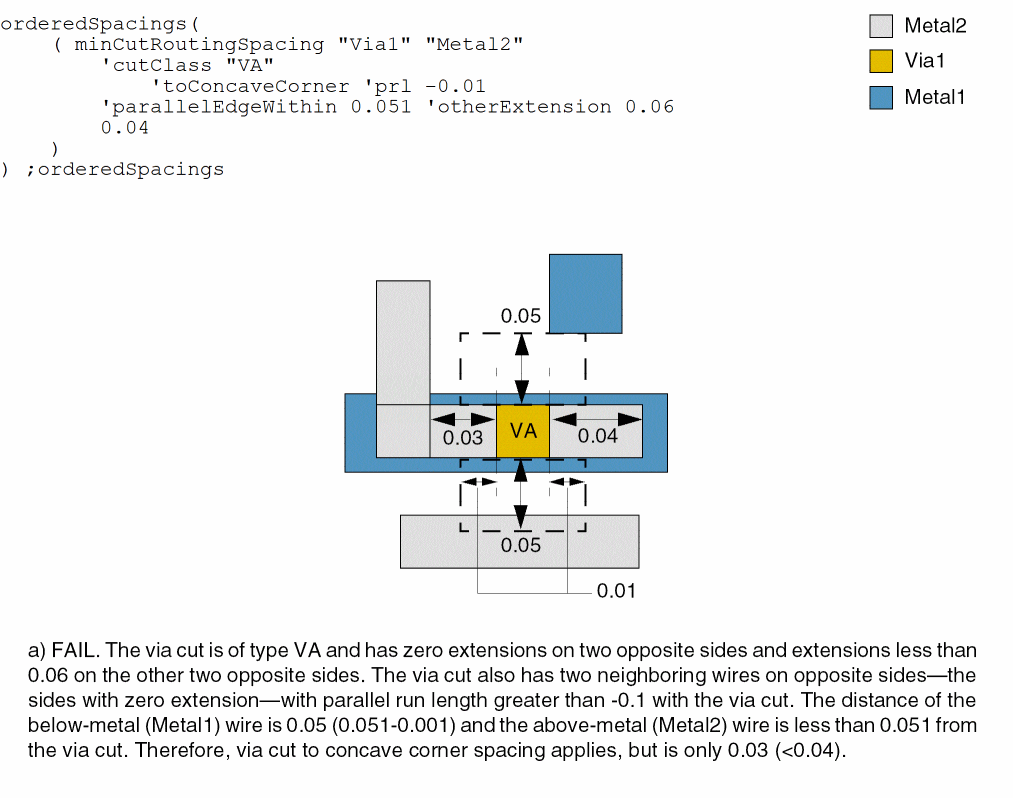 orderedSpacings(
( minCutRoutingSpacing "Via1" "Metal2"
'cutClass "VA"
'toConcaveCorner 'prl -0.01
'parallelEdgeWithin 0.051 'otherExtension 0.06
0.04
)
) ;orderedSpacings
Metal2
Via1
Metal1
0.05
0.03
VA
0.04
0.05
0.01
a) FAIL. The via cut is of type VA and has zero extensions on two opposite sides and extensions less than
0.06 on the other two opposite sides. The via cut also has two neighboring wires on opposite sides—the
sides with zero extension—with parallel run length greater than -0.1 with the via cut. The distance of the
below-metal (Metal1) wire is 0.05 (0.051-0.001) and the above-metal (Metal2) wire is less than 0.051 from
the via cut. Therefore, via cut to concave corner spacing applies, but is only 0.03 (<0.04).